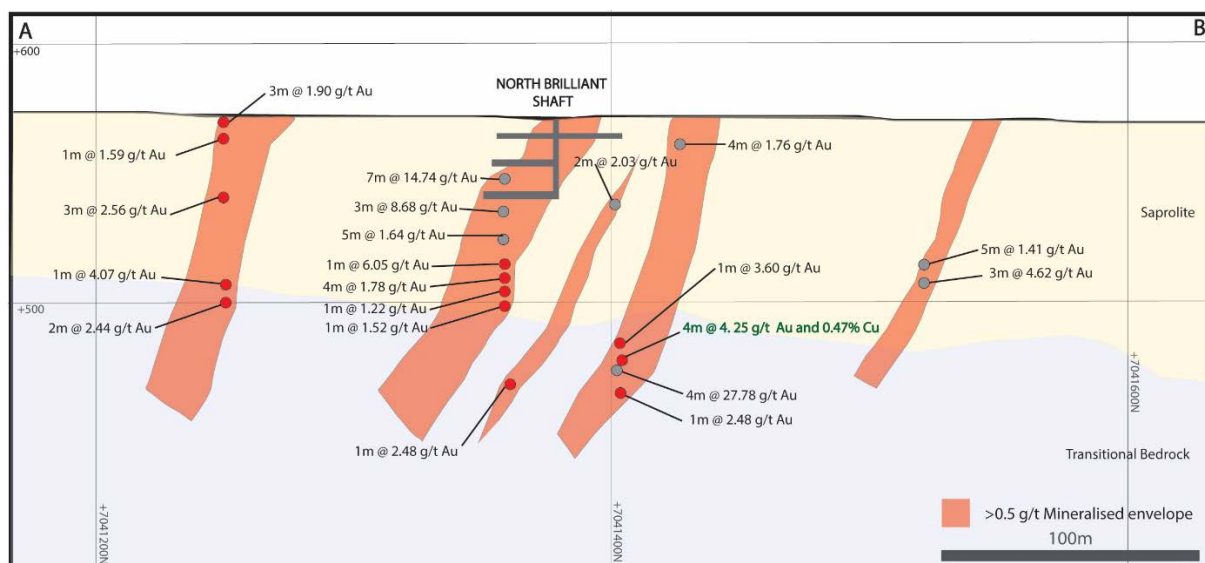 A
B
+600
3m @ 1.90 g/t Au
NORTH BRILLIANT
SHAFT
1m @ 1.59 g/t Au
4m @ 1.76 g/t Au
2m @ 2.03 g/t Au
7m @ 14.74 g/t Au
3m @ 2.56 g/t Au
3m @ 8.68 g/t Au
Saprolite
5m @ 1.64 g/t Au
5m @ 1.41 g/t Au
1m @ 6.05 g/t Au
1m @ 3.60 g/t Au
1m @ 4.07 g/t Au
3m @ 4.62 g/t Au
4m @ 1.78 g/t Au
+500
1m @ 1.22 g/t Au
2m @ 2.44 g/t Au
1m @ 1.52 g/t Au
4m @ 4. 25 g/t Au and 0.47% Cu
+7041600N
4m @ 27.78 g/t Au
1m @ 2.48 g/t Au
1m @ 2.48 g/t Au
Transitional Bedrock
+7041200N
+7041400N
>0.5 g/t Mineralised envelope
100m